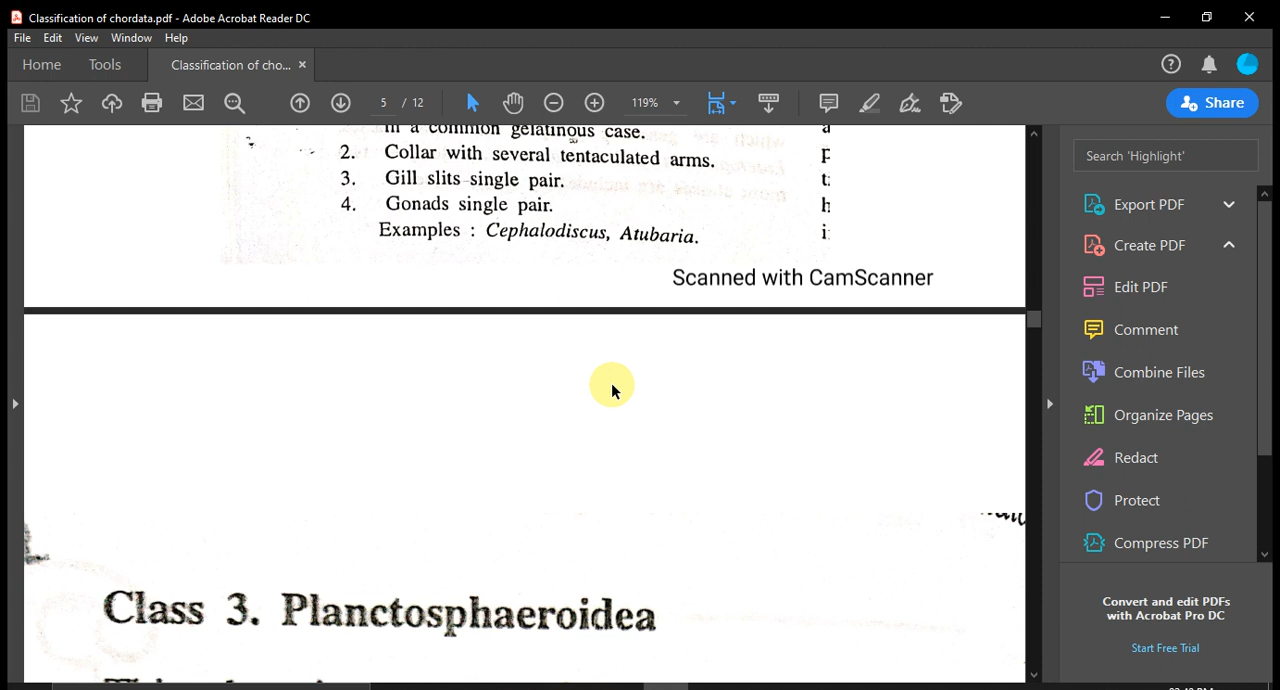 Classification of chordata.pdf - Adobe Acrobat Reader DC
File Edit View Window Help
Home Tools Classification of cho... ×
5 / 12 119% Share
in a common gelatinous case.
2. Collar with several tentaculated arms.
3. Gill slits single pair.
4. Gonads single pair.
Examples : Cephalodiscus, Atubaria.
Scanned with CamScanner
Class 3. Planctosphaeroidea
Search 'Highlight'
Export PDF
Create PDF
Edit PDF
Comment
Combine Files
Organize Pages
Redact
Protect
Compress PDF
Convert and edit PDFs
with Acrobat Pro DC
Start Free Trial